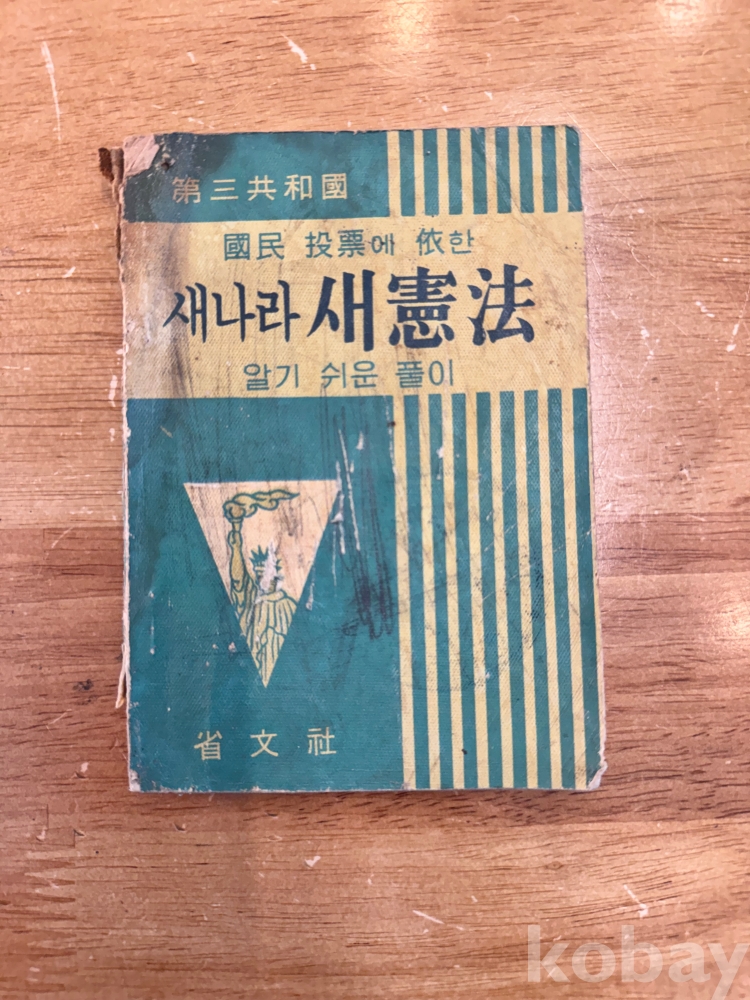 第三共和國
國民 投票에 依한
새나라 새憲法
알기 쉬운 풀이
省文社
kobay